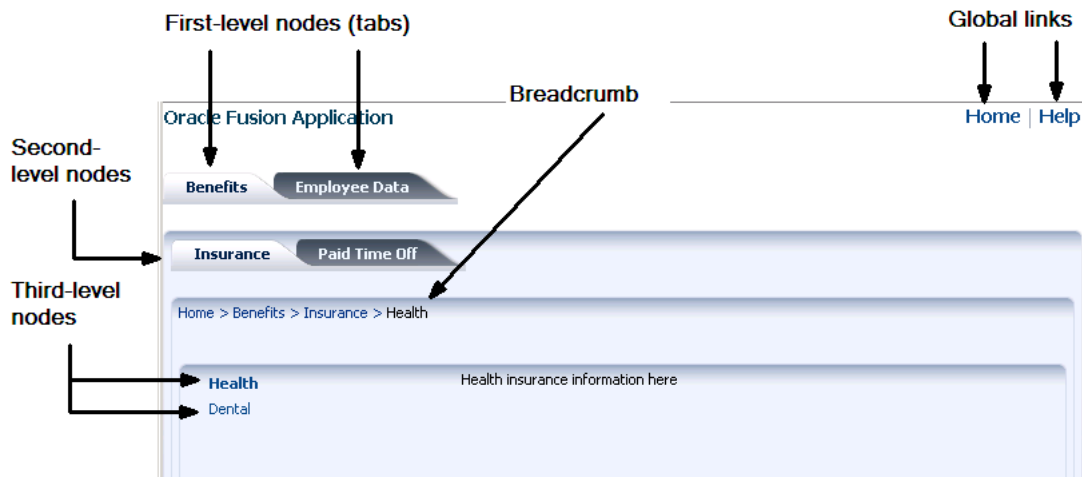 First-level nodes (tabs)
Global links
Breadcrumb
Oracle Fusion Application
Home | Help
Second-
level nodes
Benefits
Employee Data
Insurance
Paid Time Off
Third-level
nodes
Home > Benefits > Insurance > Health
Health
Health insurance information here
Dental